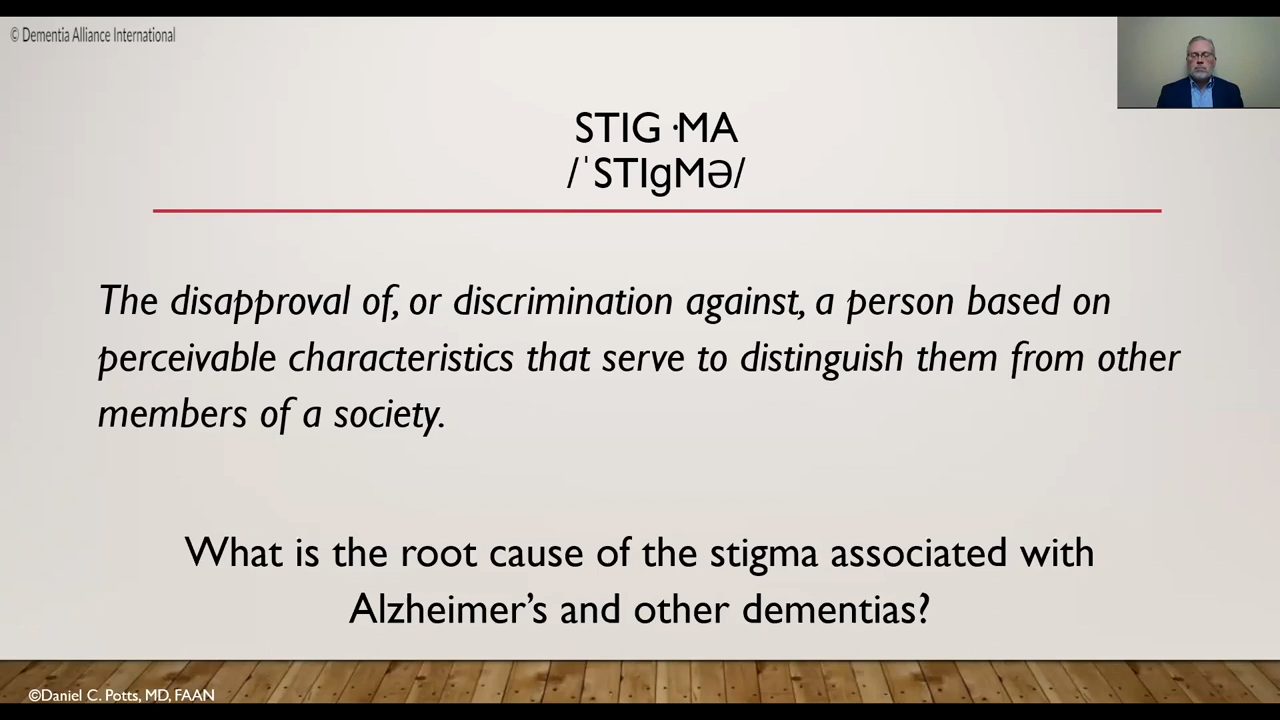 © Dementia Alliance International
STIG·MA
/ˈSTIɡMƏ/
The disapproval of, or discrimination against, a person based on
perceivable characteristics that serve to distinguish them from other
members of a society.
What is the root cause of the stigma associated with
Alzheimer’s and other dementias?
©Daniel C. Potts, MD, FAAN